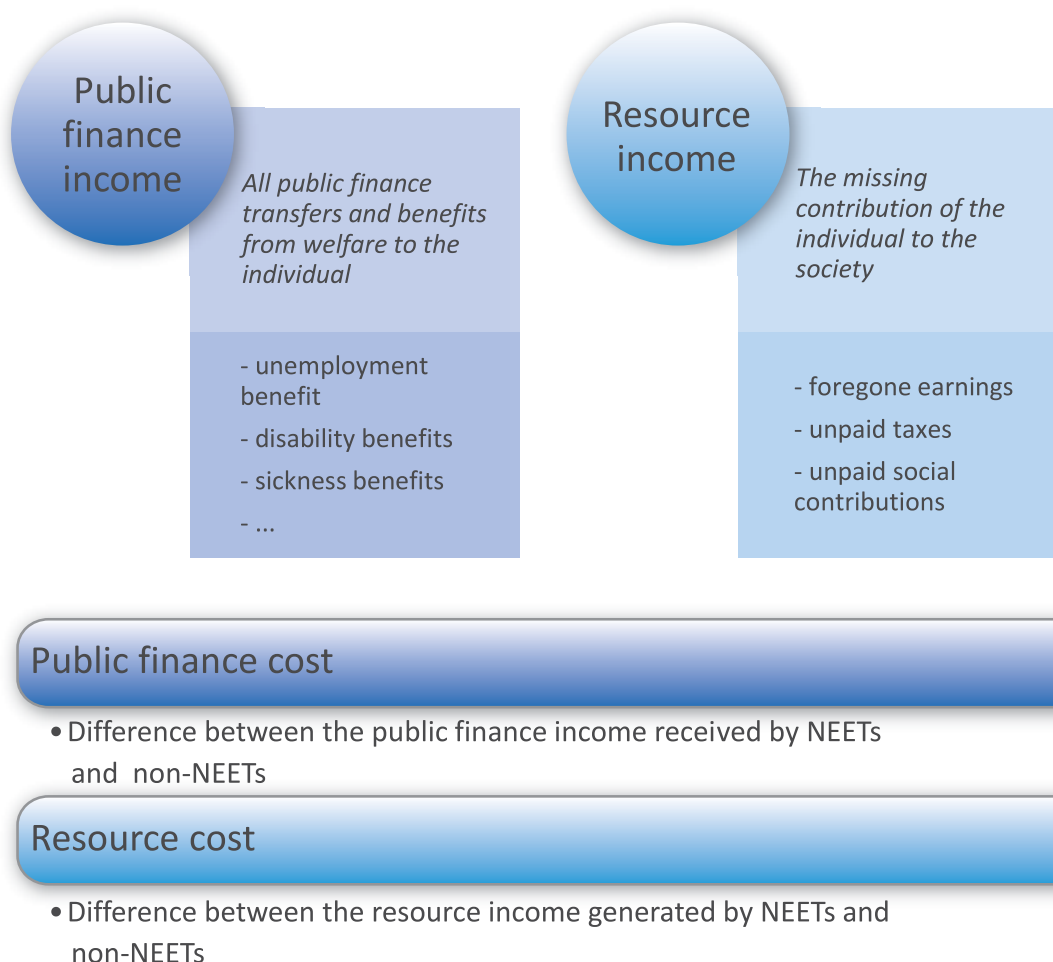 Public
finance
income
All public finance
transfers and benefits
from welfare to the
individual
- unemployment
benefit
- disability benefits
- sickness benefits
- ...
Resource
income
The missing
contribution of the
individual to the
society
- foregone earnings
- unpaid taxes
- unpaid social
contributions
Public finance cost
•Difference between the public finance income received by NEETs
and  non-NEETs
Resource cost
•Difference between the resource income generated by NEETs and
non-NEETs